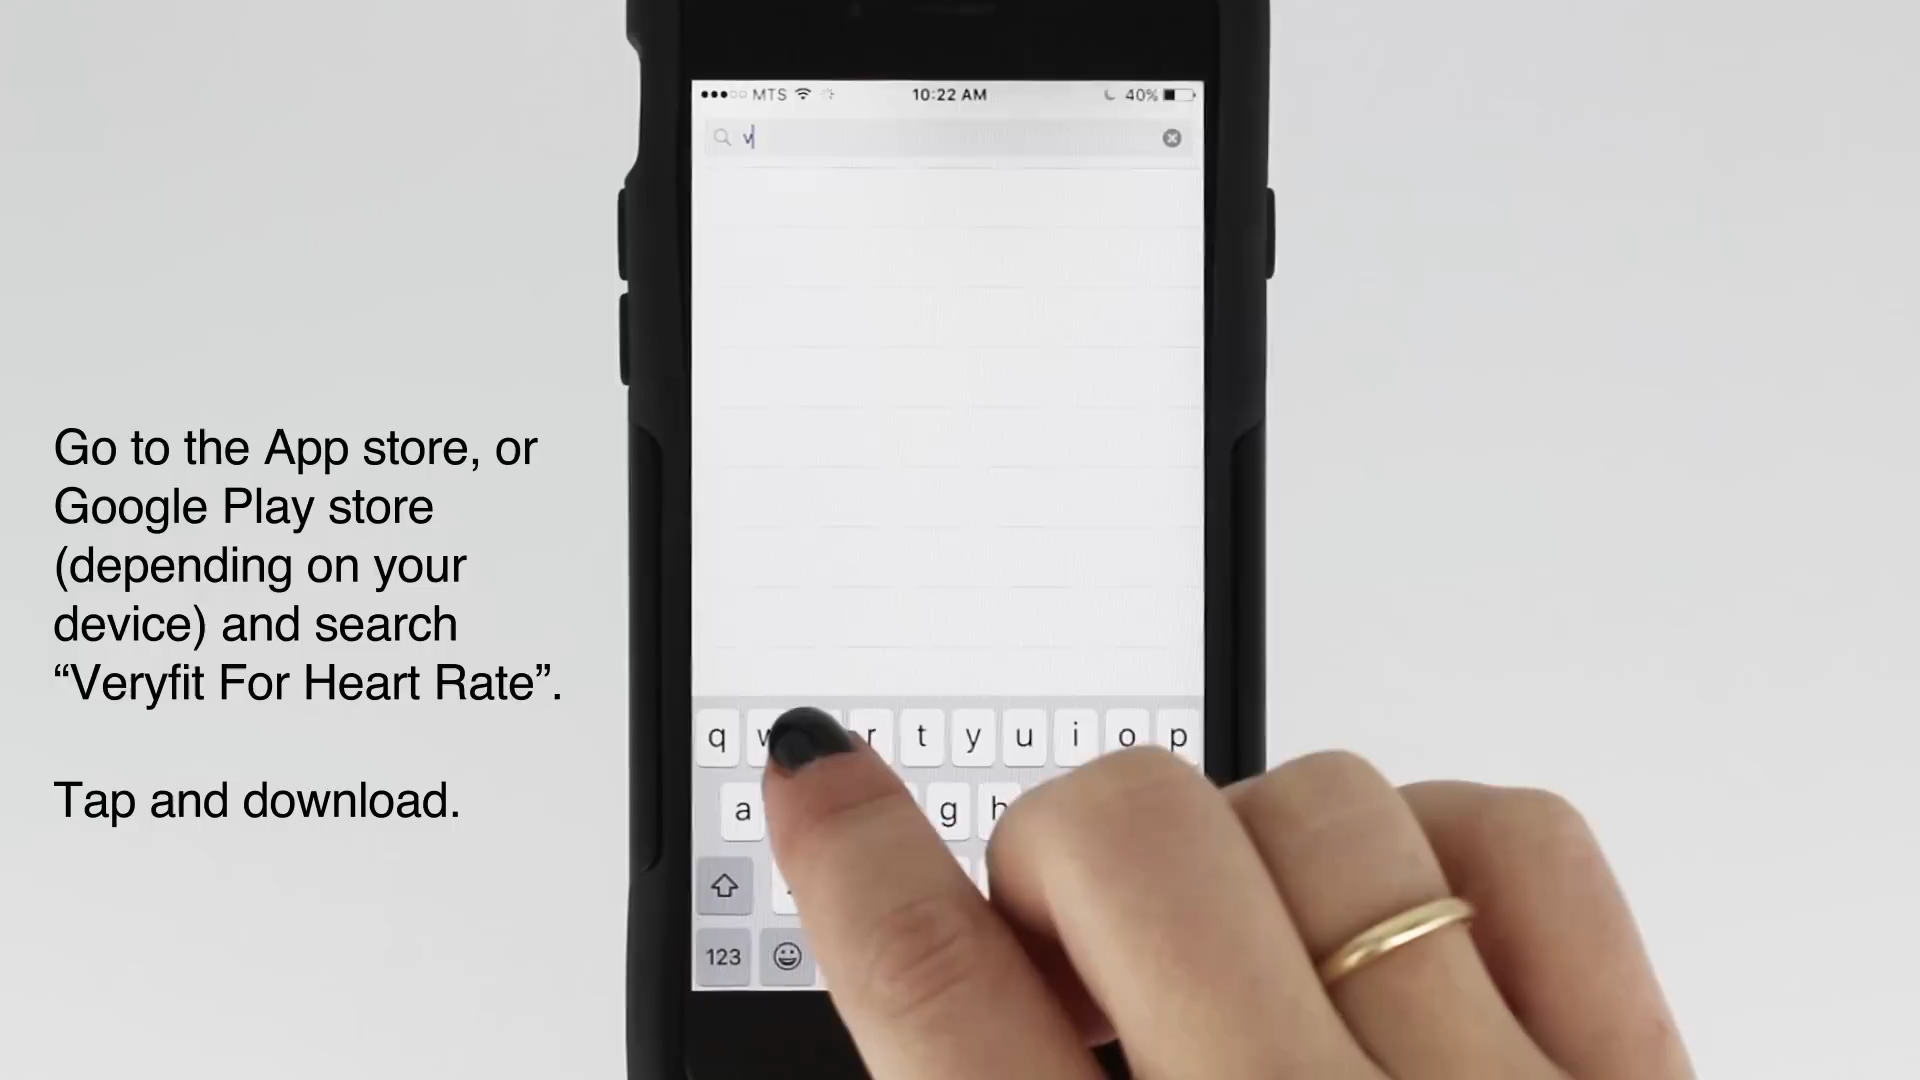 MTS 10:22 AM 40%
v
Go to the App store, or
Google Play store
(depending on your
device) and search
“Veryfit For Heart Rate”.
Tap and download.
q w r t y u i o p
a g h
123